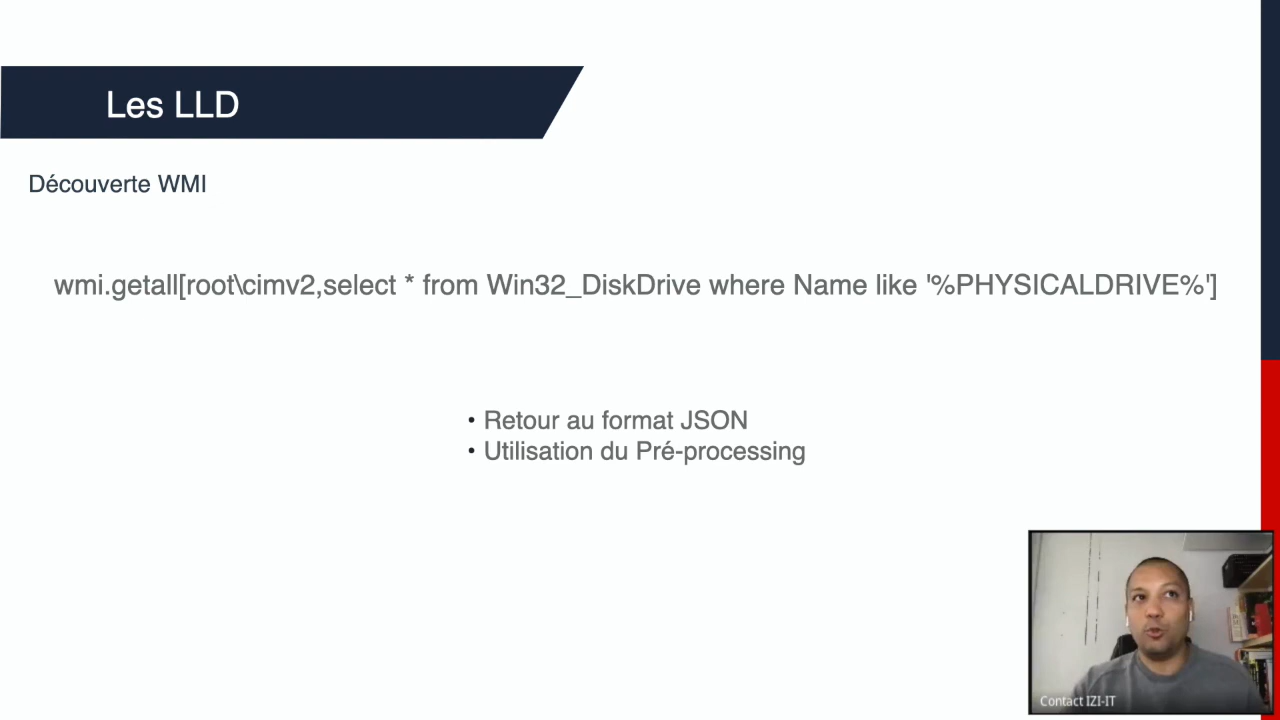 Les LLD
Découverte WMI
wmi.getall[root\cimv2,select * from Win32_DiskDrive where Name like '%PHYSICALDRIVE%']
• Retour au format JSON
• Utilisation du Pré-processing
Contact IZI-IT